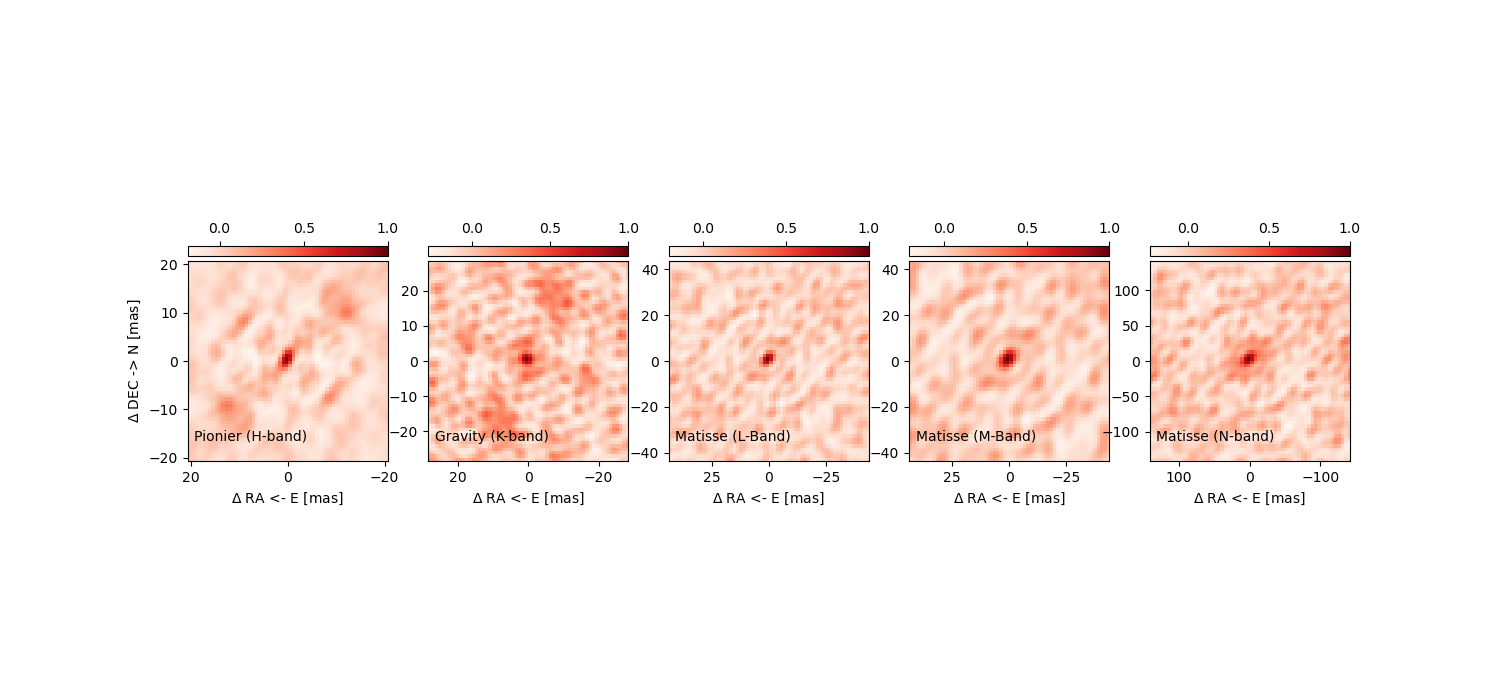 0.0 0.5 1.0 0.0 0.5 1.0 0.0 0.5 1.0 0.0 0.5 1.0 0.0 0.5 1.0
Δ DEC -> N [mas]
20
10
0
−10
−20
Pionier (H-band)
20 0 −20
Δ RA <- E [mas]
20
10
0
−10
−20
Gravity (K-band)
20 0 −20
Δ RA <- E [mas]
40
20
0
−20
−40
Matisse (L-Band)
25 0 −25
Δ RA <- E [mas]
40
20
0
−20
−40
Matisse (M-Band)
25 0 −25
Δ RA <- E [mas]
100
50
0
−50
−100
Matisse (N-band)
100 0 −100
Δ RA <- E [mas]